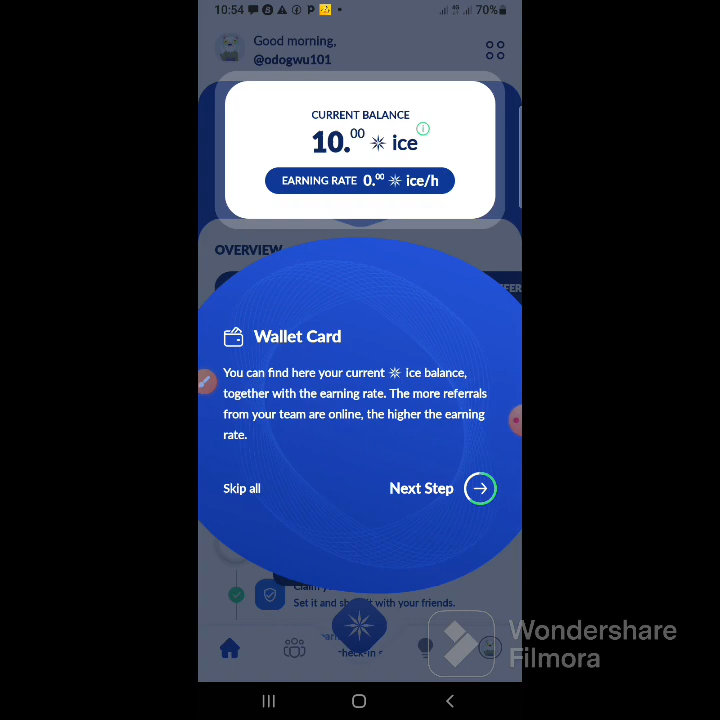 10:54 P 4G 70%
Good morning,
@odogwu101
CURRENT BALANCE
10.00 ice
EARNING RATE 0.00 ice/h
OVERVIEW
Wallet Card
You can find here your current ice balance,
together with the earning rate. The more referrals
from your team are online, the higher the earning
rate.
Skip all Next Step
Set it and with your friends.
Wondershare
Filmora